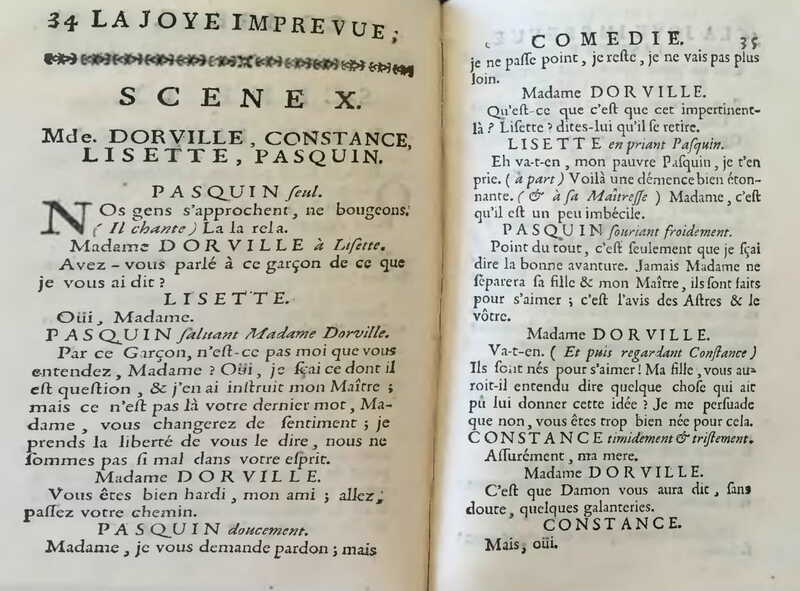 34 LA JOYE IMPREVUE;
SCENE X.
Mde. DORVILLE, CONSTANCE,
LISETTE, PASQUIN.
PASQUIN ſeul.
NOs gens s'approchent, ne bougeons.
( Il chante ) La la rela.
Madame DORVILLE à Liſette.
Avez-vous parlé à ce garçon de ce que
je vous ai dit ?
LISETTE.
Oüi, Madame.
PASQUIN ſaluant Madame Dorville.
Par ce Garçon, n'eſt-ce pas moi que vous
entendez, Madame ? Oüi, je ſçai ce dont il
eſt queſtion, & j'en ai inſtruit mon Maître ;
mais ce n'eſt pas là votre dernier mot, Ma-
dame, vous changerez de ſentiment ; je
prends la liberté de vous le dire, nous ne
ſommes pas ſi mal dans votre eſprit.
Madame DORVILLE.
Vous êtes bien hardi, mon ami ; allez,
paſſez votre chemin.
PASQUIN doucement.
Madame, je vous demande pardon ; mais
COMEDIE. 35
je ne paſſe point, je reſte, je ne vais pas plus
loin.
Madame DORVILLE.
Qu'eſt-ce que c'eſt que cet impertinent-
là ? Liſette ? dites-lui qu'il ſe retire.
LISETTE en priant Paſquin.
Eh va-t-en, mon pauvre Paſquin, je t'en
prie. ( à part ) Voilà une démence bien éton-
nante. ( & à ſa Maîtreſſe ) Madame, c'eſt
qu'il eſt un peu imbécile.
PASQUIN ſouriant froidement.
Point du tout, c'eſt ſeulement que je ſçai
dire la bonne avanture. Jamais Madame ne
ſéparera ſa fille & mon Maître, ils ſont faits
pour s'aimer ; c'eſt l'avis des Aſtres & le
vôtre.
Madame DORVILLE.
Va-t-en. ( Et puis regardant Conſtance )
Ils ſont nés pour s'aimer ! Ma fille, vous au-
roit-il entendu dire quelque choſe qui ait
pû lui donner cette idée ? Je me perſuade
que non, vous êtes trop bien née pour cela.
CONSTANCE timidement & triſtement.
Aſſurément, ma mere.
Madame DORVILLE.
C'eſt que Damon vous aura dit, ſans
doute, quelques galanteries.
CONSTANCE.
Mais, oüi.